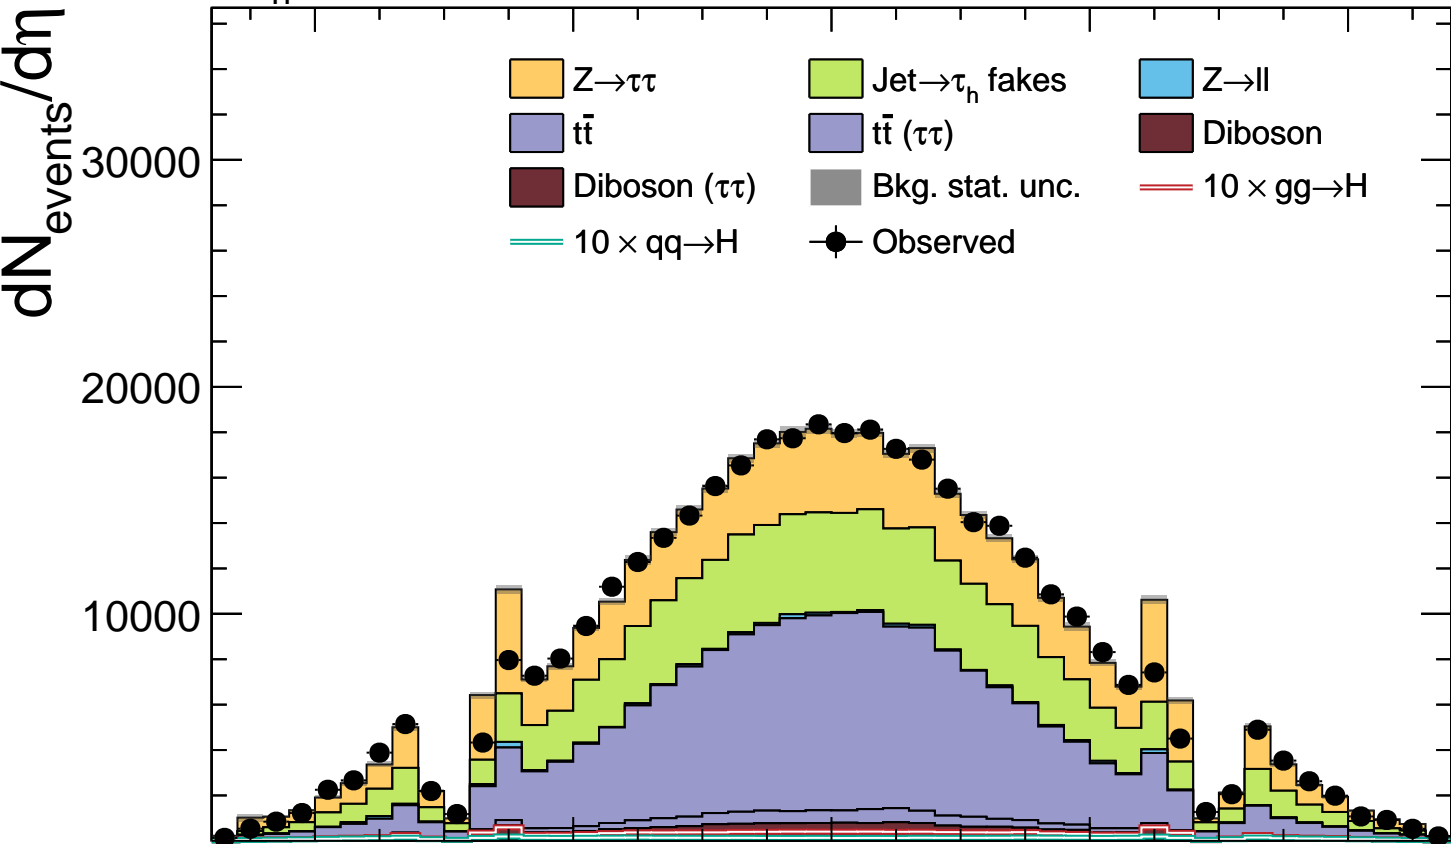 dN_events/dη
Z→ττ Jet→τ_h fakes Z→ll
tt̄ tt̄ (ττ) Diboson
Diboson (ττ) Bkg. stat. unc. 10 × gg→H
10 × qq→H Observed
30000
20000
10000